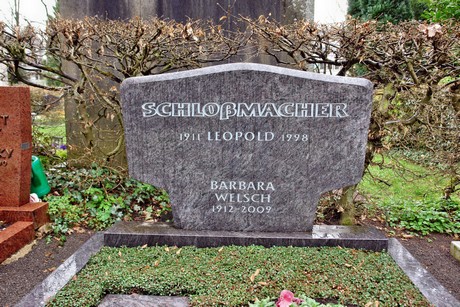 SCHLOßMACHER
1911 LEOPOLD 1998
BARBARA
WELSCH
1912-2009